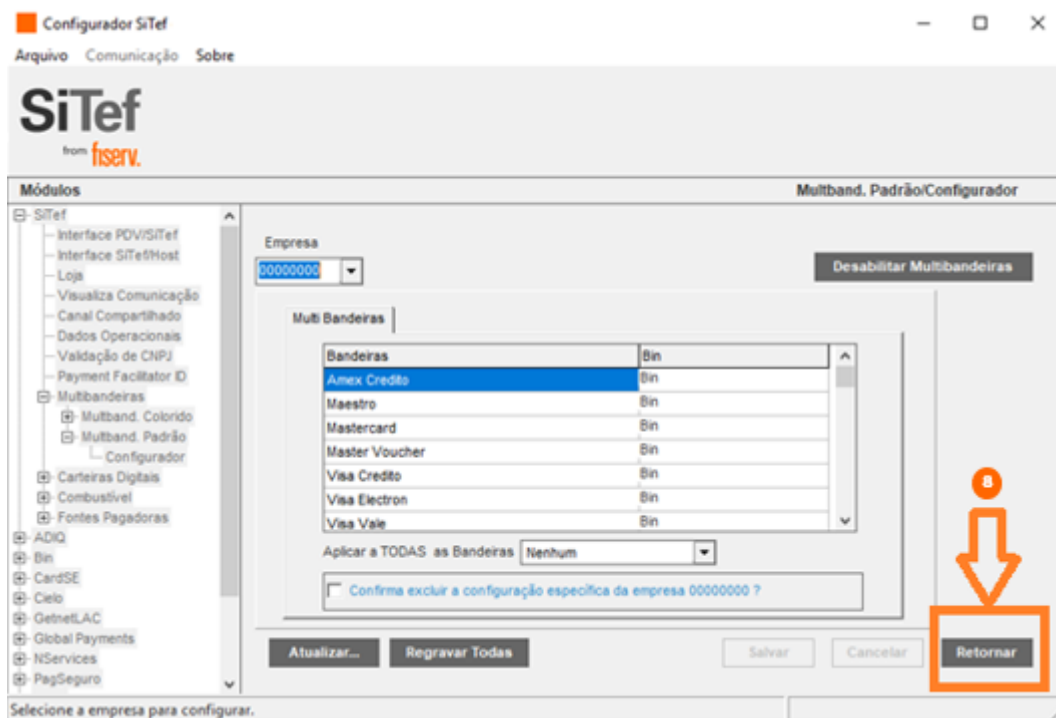 Configurador SiTef
Arquivo Comunicação Sobre
SiTef
from fiserv.
Módulos
Multband. Padrão/Configurador
SiTef
Interface PDV/SiTef
Interface SiTef/Host
Loja
Visualiza Comunicação
Canal Compartilhado
Dados Operacionais
Validação de CNPJ
Payment Facilitator ID
Multibandeiras
Multband. Colorido
Multband. Padrão
Configurador
Carteiras Digitais
Combustível
Fontes Pagadoras
ADIQ
Bin
CardSE
Cielo
GetnetLAC
Global Payments
NServices
PagSeguro
Empresa
00000000
Desabilitar Multibandeiras
Multi Bandeiras
Bandeiras Bin
Amex Credito Bin
Maestro Bin
Mastercard Bin
Master Voucher Bin
Visa Credito Bin
Visa Electron Bin
Visa Vale Bin
Aplicar a TODAS as Bandeiras Nenhum
Confirma excluir a configuração específica da empresa 00000000 ?
8
Atualizar... Regravar Todas Salvar Cancelar Retornar
Selecione a empresa para configurar.